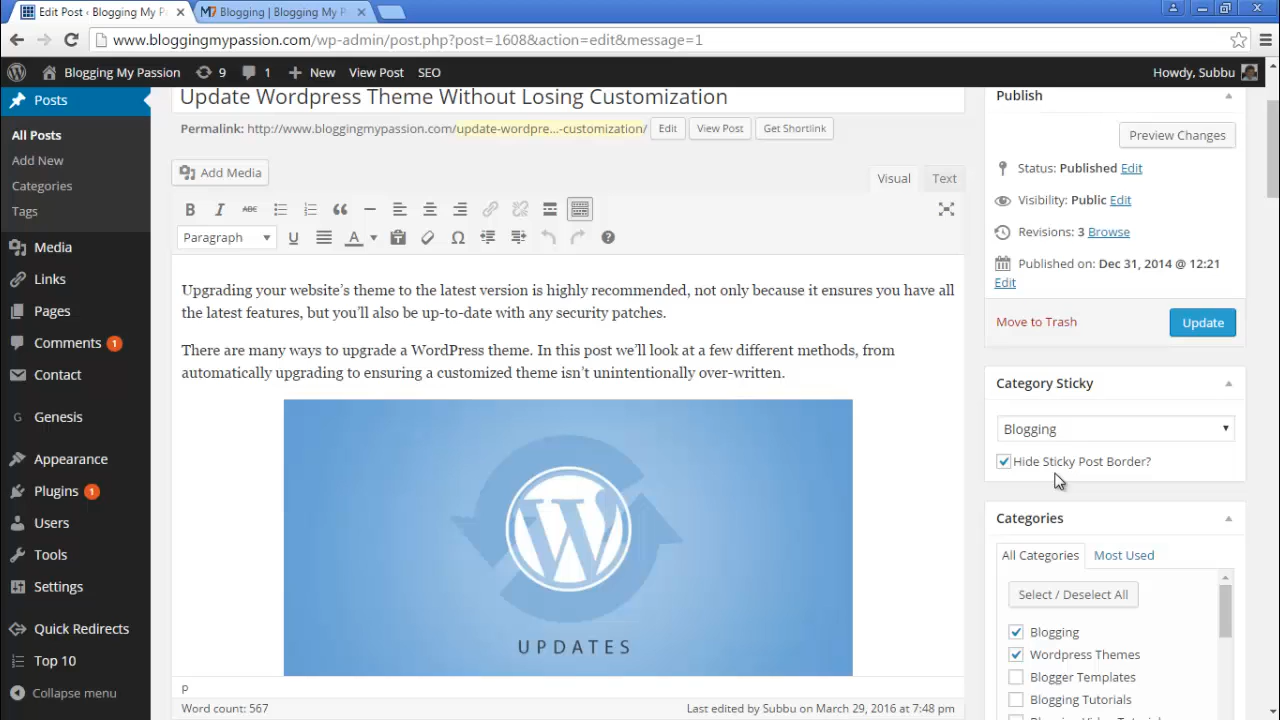 Edit Post ‹ Blogging My P
Blogging | Blogging My P
www.bloggingmypassion.com/wp-admin/post.php?post=1608&action=edit&message=1
Blogging My Passion 9 1 New View Post SEO Howdy, Subbu
Posts
All Posts
Add New
Categories
Tags
Media
Links
Pages
Comments 1
Contact
G Genesis
Appearance
Plugins 1
Users
Tools
Settings
Quick Redirects
Top 10
Collapse menu
Update Wordpress Theme Without Losing Customization
Permalink: http://www.bloggingmypassion.com/update-wordpre...-customization/ Edit View Post Get Shortlink
Add Media
Visual Text
B I ABC
Paragraph U A Ω
Upgrading your website’s theme to the latest version is highly recommended, not only because it ensures you have all
the latest features, but you’ll also be up-to-date with any security patches.
There are many ways to upgrade a WordPress theme. In this post we’ll look at a few different methods, from
automatically upgrading to ensuring a customized theme isn’t unintentionally over-written.
W
UPDATES
p
Word count: 567 Last edited by Subbu on March 29, 2016 at 7:48 pm
Publish
Preview Changes
Status: Published Edit
Visibility: Public Edit
Revisions: 3 Browse
Published on: Dec 31, 2014 @ 12:21
Edit
Move to Trash Update
Category Sticky
Blogging
Hide Sticky Post Border?
Categories
All Categories Most Used
Select / Deselect All
Blogging
Wordpress Themes
Blogger Templates
Blogging Tutorials